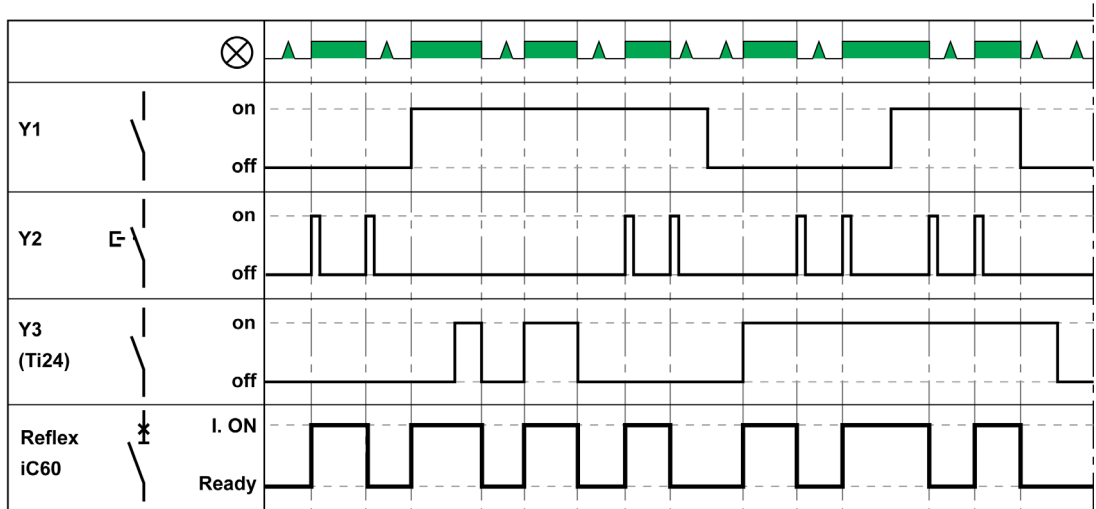 Y1
on
off
Y2
on
off
Y3
(Ti24)
on
off
Reflex
iC60
I. ON
Ready